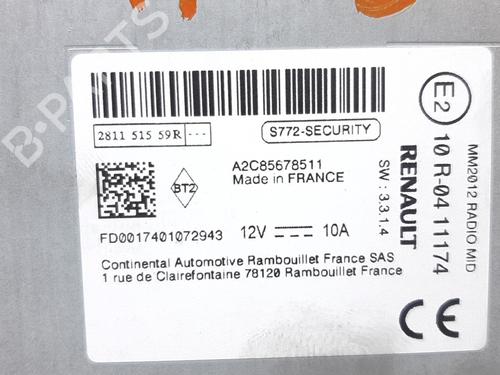 B-PARTS
2811 515 59R ---
S772-SECURITY
BT2
A2C85678511
Made in FRANCE
FD0017401072943
12V 10A
Continental Automotive Rambouillet France SAS
1 rue de Clairefontaine 78120 Rambouillet France
RENAULT
SW : 3.3.1.4
E2
10 R-04 11174
MM2012 RADIO MID
CE